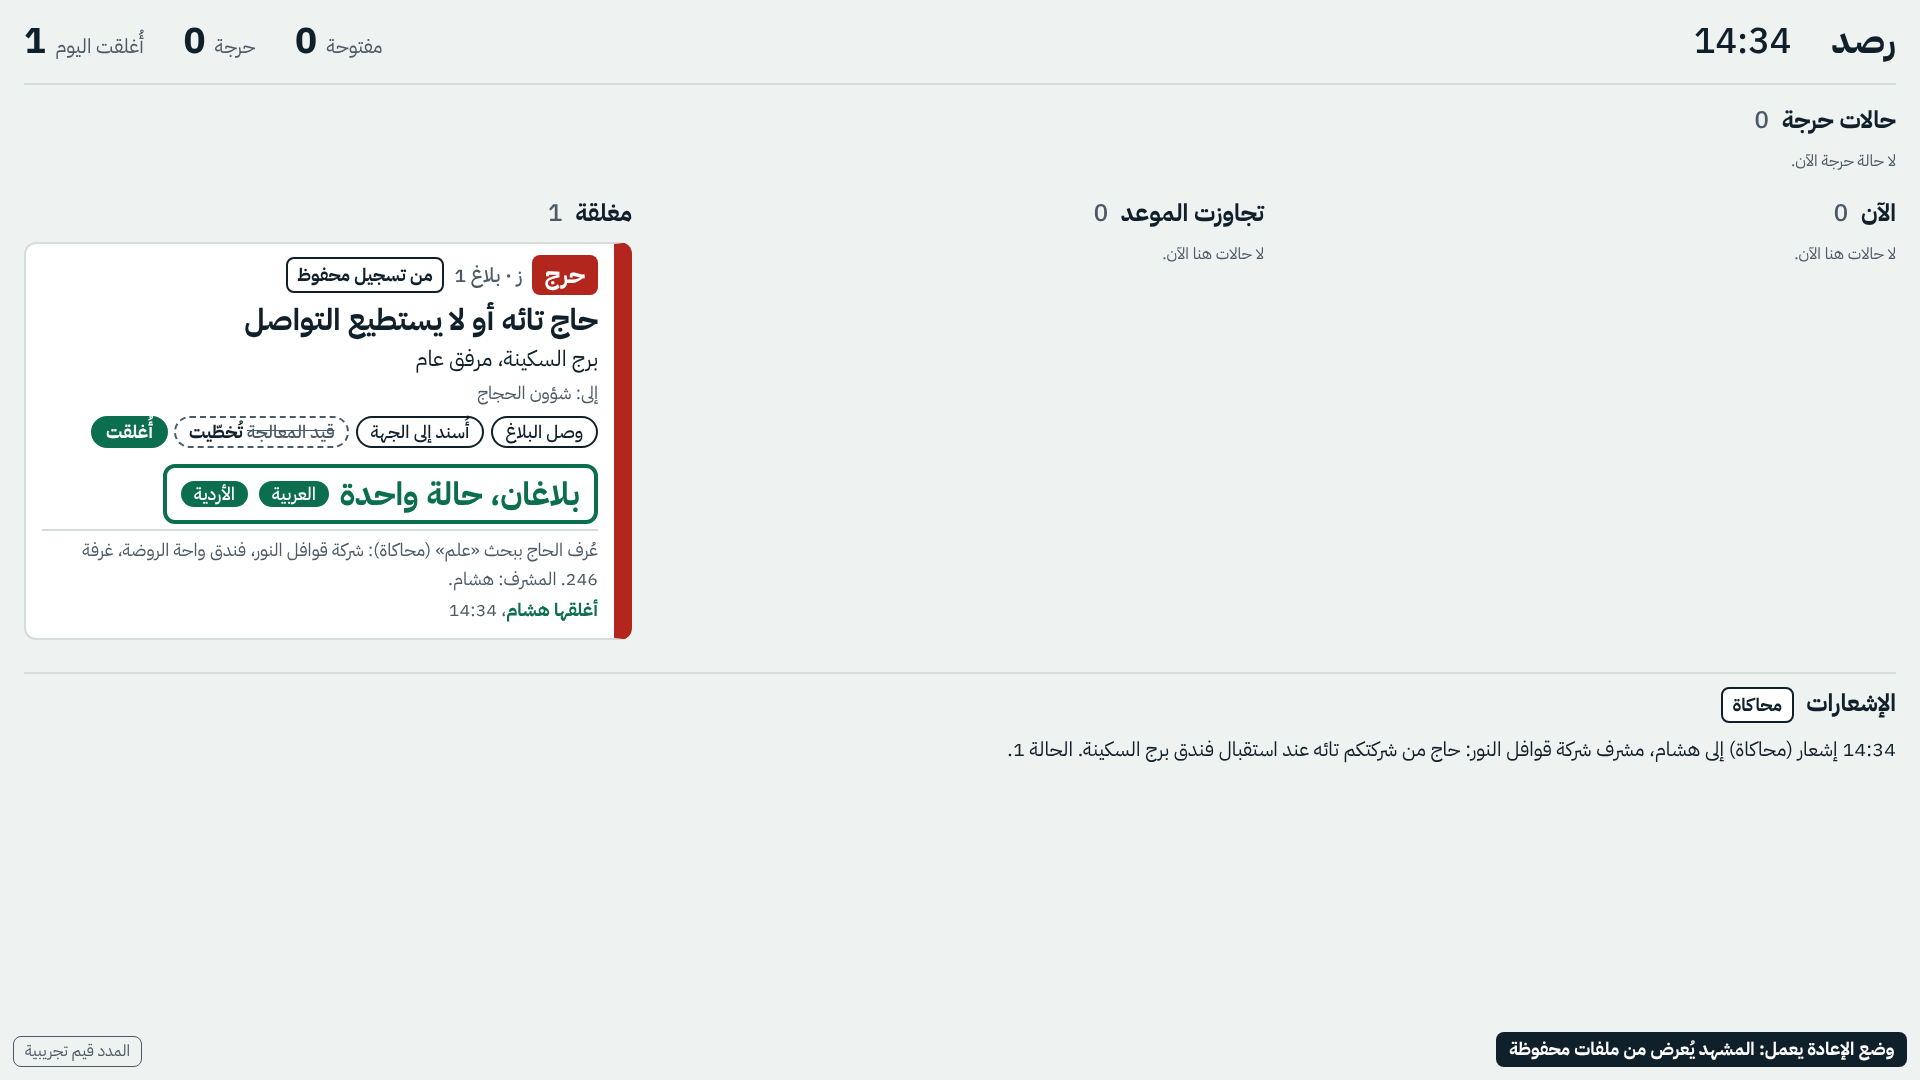 رصد 14:34
مفتوحة 0 حرجة 0 أُغلقت اليوم 1
حالات حرجة 0
لا حالة حرجة الآن.
الآن 0
لا حالات هنا الآن.
تجاوزت الموعد 0
لا حالات هنا الآن.
مغلقة 1
حرج ز · بلاغ 1 من تسجيل محفوظ
حاج تائه أو لا يستطيع التواصل
برج السكينة، مرفق عام
إلى: شؤون الحجاج
وصل البلاغ أُسند إلى الجهة قيد المعالجة تُخطّيت أُغلقت
بلاغان، حالة واحدة العربية الأردية
عُرف الحاج ببحث «علم» (محاكاة): شركة قوافل النور، فندق واحة الروضة، غرفة
246. المشرف: هشام.
أغلقها هشام، 14:34
الإشعارات محاكاة
14:34 إشعار (محاكاة) إلى هشام، مشرف شركة قوافل النور: حاج من شركتكم تائه عند استقبال فندق برج السكينة. الحالة 1.
وضع الإعادة يعمل: المشهد يُعرض من ملفات محفوظة
المدد قيم تجريبية